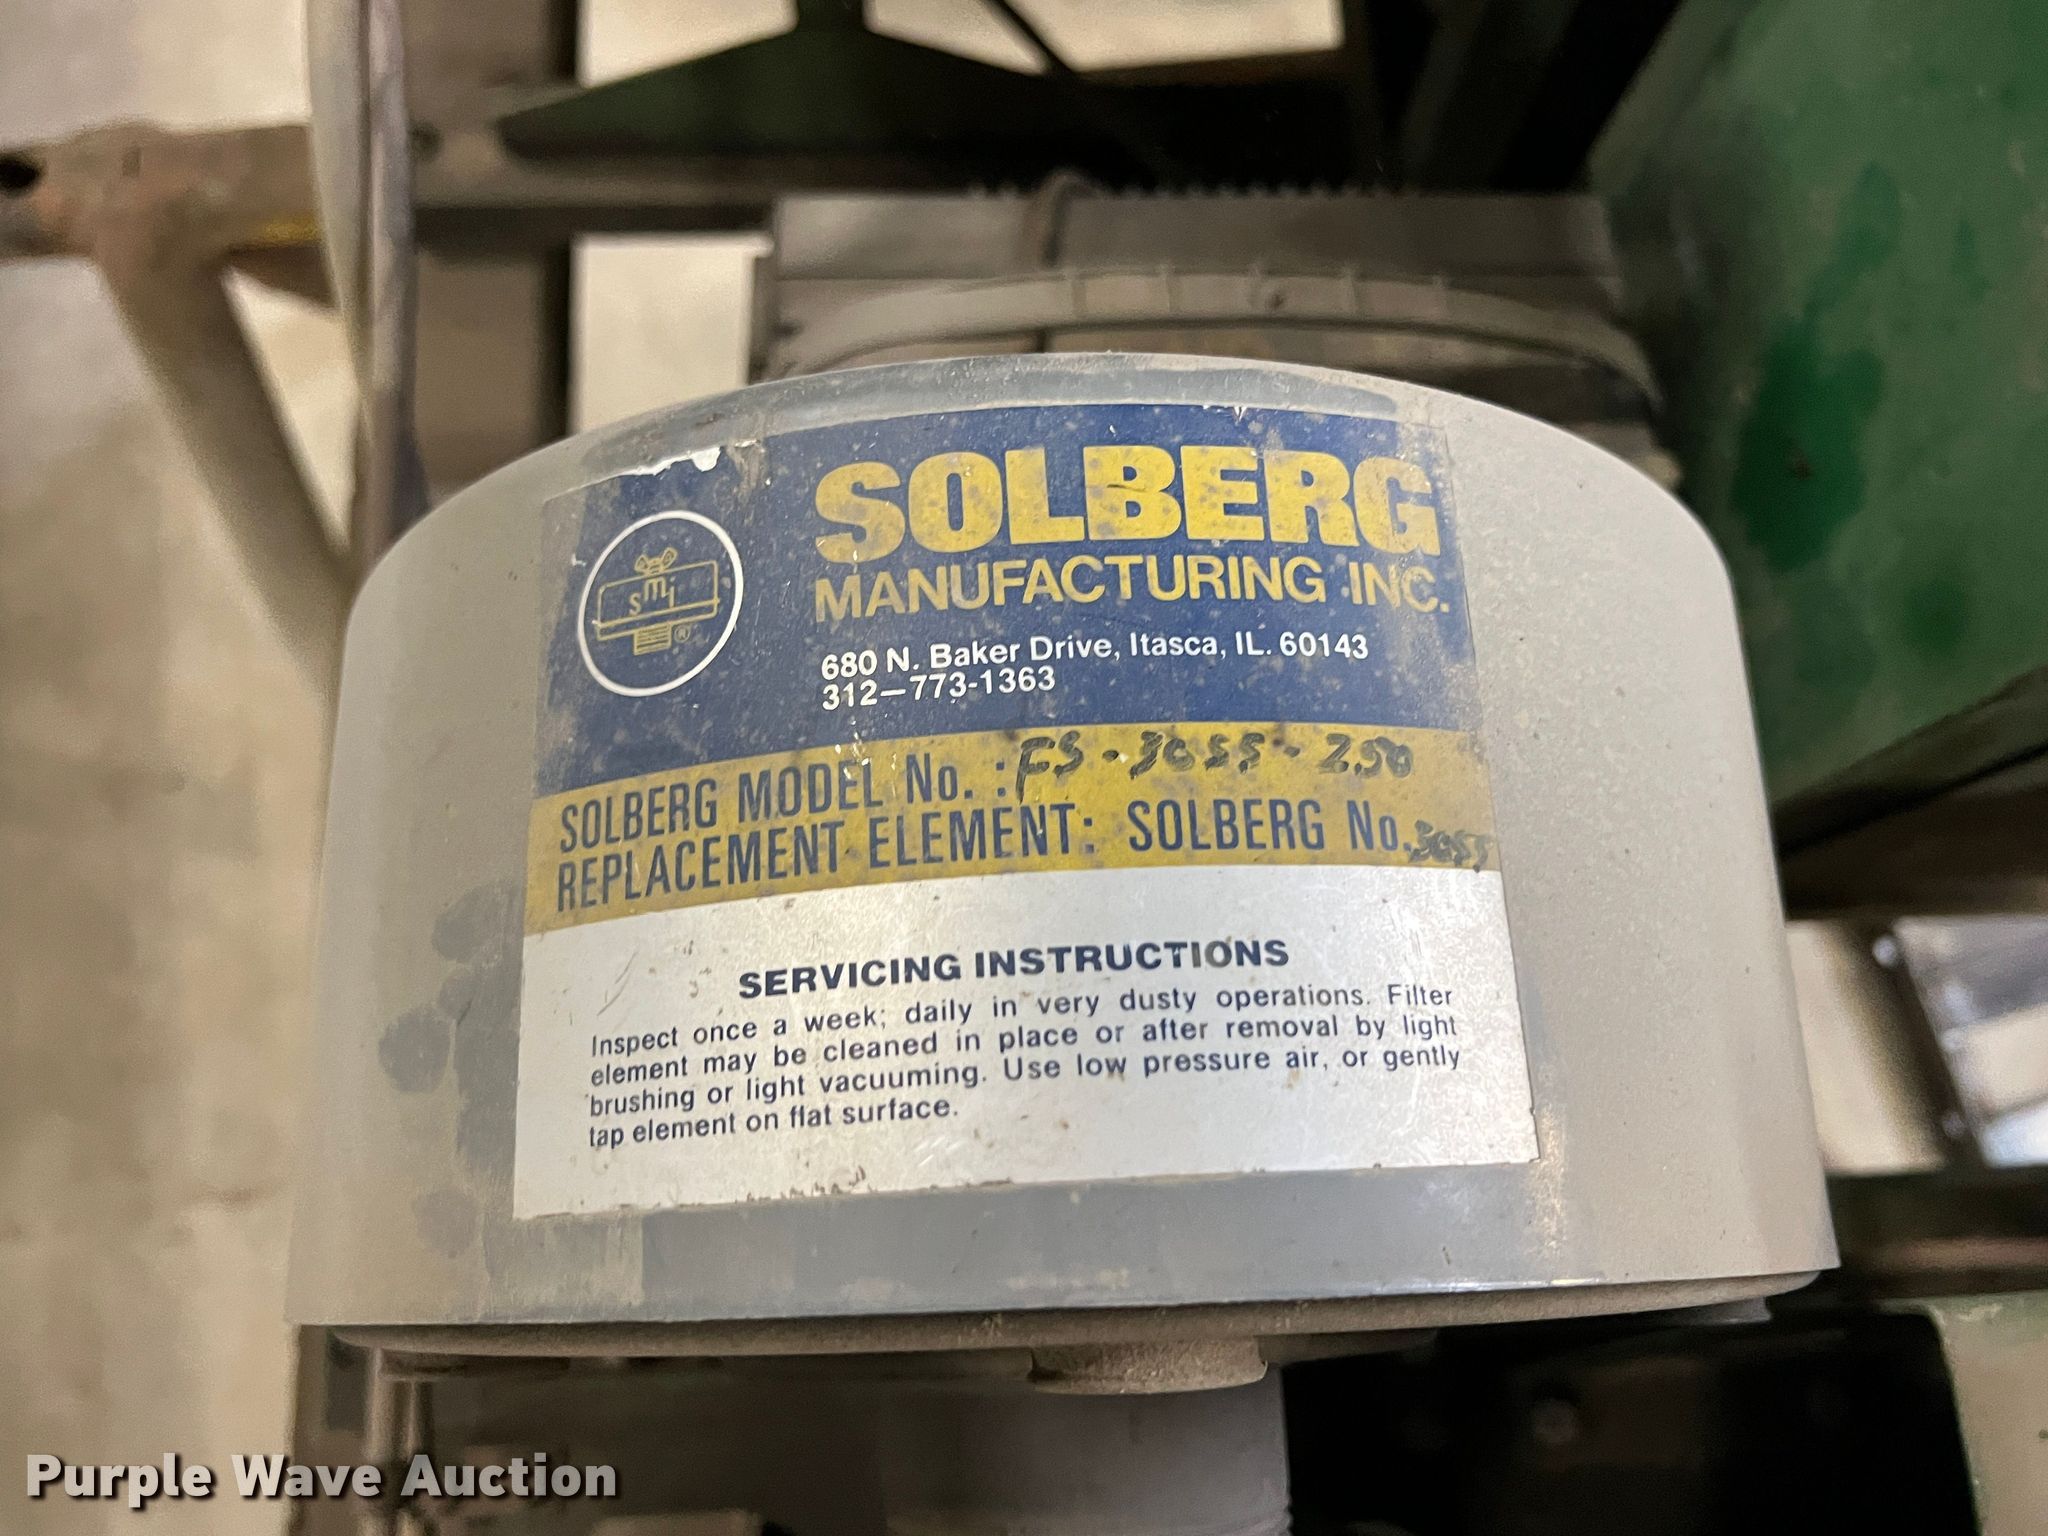 SOLBERG
MANUFACTURING INC.
smi ®
680 N. Baker Drive, Itasca, IL. 60143
312-773-1363
SOLBERG MODEL No. : FS-3055-250
REPLACEMENT ELEMENT: SOLBERG No. 3055
SERVICING INSTRUCTIONS
Inspect once a week; daily in very dusty operations. Filter
element may be cleaned in place or after removal by light
brushing or light vacuuming. Use low pressure air, or gently
tap element on flat surface.
Purple Wave Auction